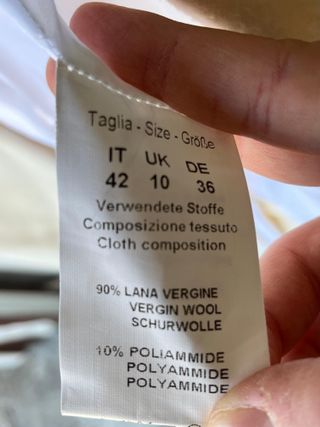 Taglia - Size - Größe
IT UK DE
42 10 36
Verwendete Stoffe
Composizione tessuto
Cloth composition
90% LANA VERGINE
VERGIN WOOL
SCHURWOLLE
10% POLIAMMIDE
POLYAMMIDE
POLYAMMIDE